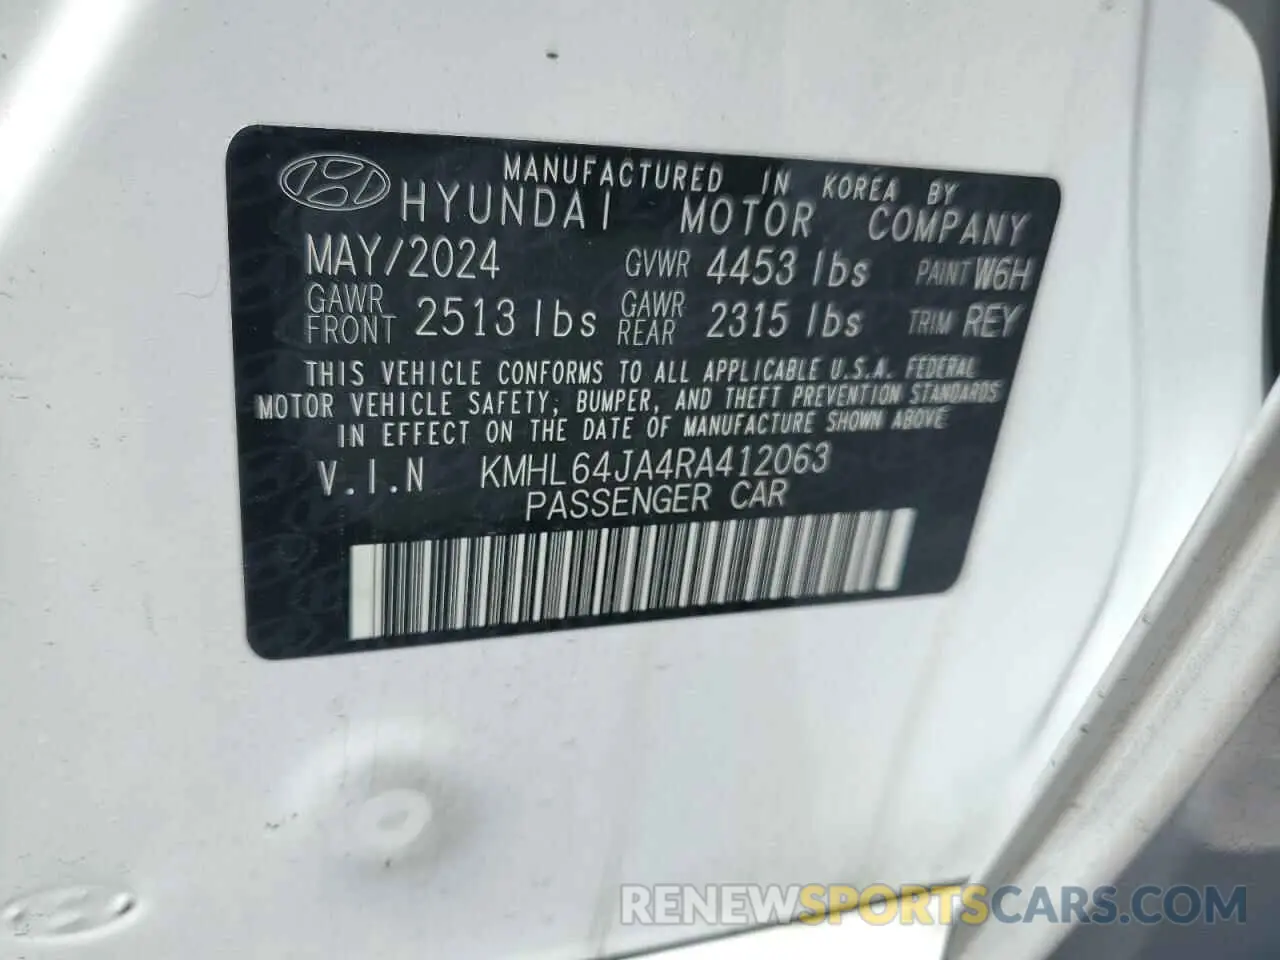 MANUFACTURED IN KOREA BY
HYUNDAI MOTOR COMPANY
MAY/2024 GVWR 4453 lbs PAINT W6H
GAWR FRONT 2513 lbs GAWR REAR 2315 lbs TRIM REY
THIS VEHICLE CONFORMS TO ALL APPLICABLE U.S.A. FEDERAL
MOTOR VEHICLE SAFETY, BUMPER, AND THEFT PREVENTION STANDARDS
IN EFFECT ON THE DATE OF MANUFACTURE SHOWN ABOVE
V.I.N KMHL64JA4RA412063
PASSENGER CAR
RENEWSPORTSCARS.COM